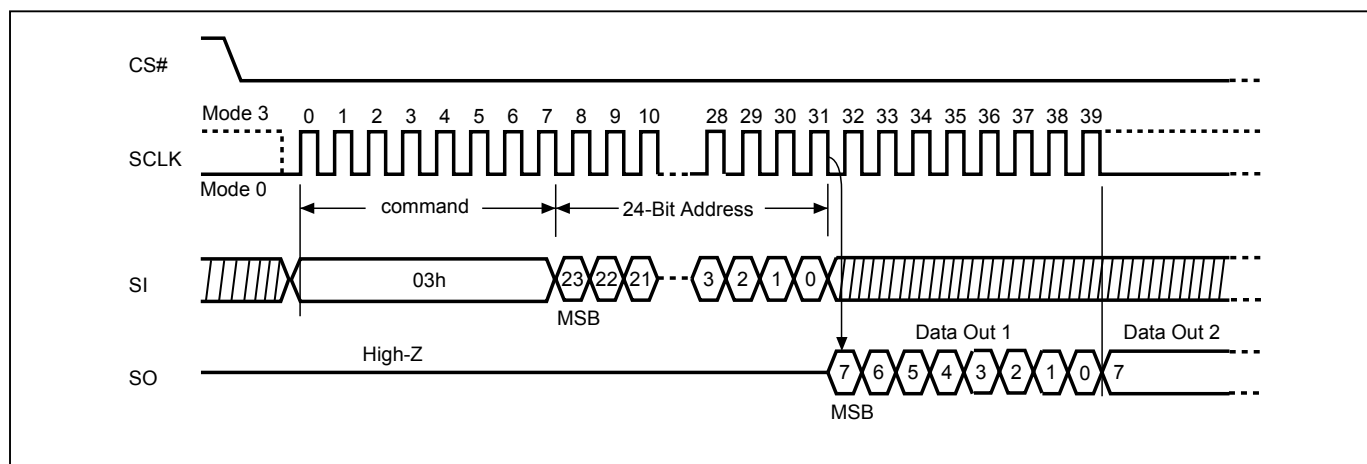 CS#
Mode 3
0 1 2 3 4 5 6 7 8 9 10 28 29 30 31 32 33 34 35 36 37 38 39
SCLK
Mode 0
command 24-Bit Address
SI 03h 23 22 21 3 2 1 0
MSB
High-Z Data Out 1 Data Out 2
SO 7 6 5 4 3 2 1 0 7
MSB